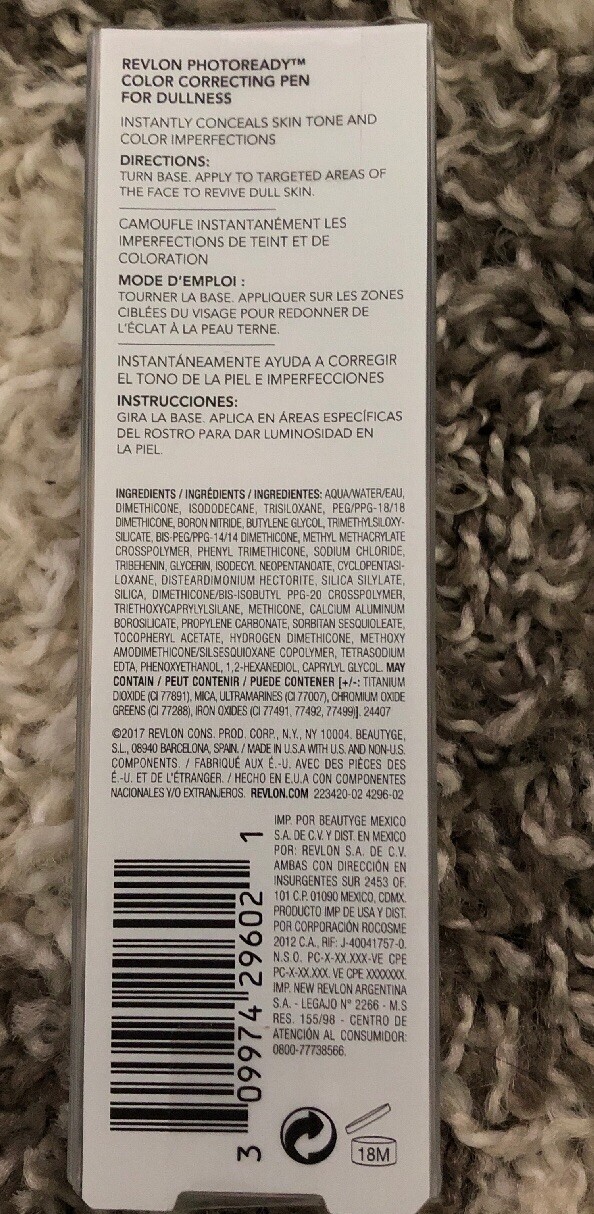 REVLON PHOTOREADY™
COLOR CORRECTING PEN
FOR DULLNESS
INSTANTLY CONCEALS SKIN TONE AND
COLOR IMPERFECTIONS
DIRECTIONS:
TURN BASE. APPLY TO TARGETED AREAS OF
THE FACE TO REVIVE DULL SKIN.
CAMOUFLE INSTANTANÉMENT LES
IMPERFECTIONS DE TEINT ET DE
COLORATION
MODE D'EMPLOI :
TOURNER LA BASE. APPLIQUER SUR LES ZONES
CIBLÉES DU VISAGE POUR REDONNER DE
L'ÉCLAT À LA PEAU TERNE.
INSTANTÁNEAMENTE AYUDA A CORREGIR
EL TONO DE LA PIEL E IMPERFECCIONES
INSTRUCCIONES:
GIRA LA BASE. APLICA EN ÁREAS ESPECÍFICAS
DEL ROSTRO PARA DAR LUMINOSIDAD EN
LA PIEL.
INGREDIENTS / INGRÉDIENTS / INGREDIENTES: AQUA/WATER/EAU,
DIMETHICONE, ISODODECANE, TRISILOXANE, PEG/PPG-18/18
DIMETHICONE, BORON NITRIDE, BUTYLENE GLYCOL, TRIMETHYLSILOXY-
SILICATE, BIS-PEG/PPG-14/14 DIMETHICONE, METHYL METHACRYLATE
CROSSPOLYMER, PHENYL TRIMETHICONE, SODIUM CHLORIDE,
TRIBEHENIN, GLYCERIN, ISODECYL NEOPENTANOATE, CYCLOPENTASI-
LOXANE, DISTEARDIMONIUM HECTORITE, SILICA SILYLATE,
SILICA, DIMETHICONE/BIS-ISOBUTYL PPG-20 CROSSPOLYMER,
TRIETHOXYCAPRYLYLSILANE, METHICONE, CALCIUM ALUMINUM
BOROSILICATE, PROPYLENE CARBONATE, SORBITAN SESQUIOLEATE,
TOCOPHERYL ACETATE, HYDROGEN DIMETHICONE, METHOXY
AMODIMETHICONE/SILSESQUIOXANE COPOLYMER, TETRASODIUM
EDTA, PHENOXYETHANOL, 1,2-HEXANEDIOL, CAPRYLYL GLYCOL. MAY
CONTAIN / PEUT CONTENIR / PUEDE CONTENER [+/-: TITANIUM
DIOXIDE (CI 77891), MICA, ULTRAMARINES (CI 77007), CHROMIUM OXIDE
GREENS (CI 77288), IRON OXIDES (CI 77491, 77492, 77499)]. 24407
©2017 REVLON CONS. PROD. CORP., N.Y., NY 10004. BEAUTYGE,
S.L., 08940 BARCELONA, SPAIN. / MADE IN U.S.A WITH U.S. AND NON-U.S.
COMPONENTS. / FABRIQUÉ AUX É.-U. AVEC DES PIÈCES DES
É.-U. ET DE L'ÉTRANGER. / HECHO EN E.U.A CON COMPONENTES
NACIONALES Y/O EXTRANJEROS. REVLON.COM 223420-02 4296-02
IMP. POR BEAUTYGE MEXICO
S.A. DE C.V. Y DIST. EN MEXICO
POR: REVLON S.A. DE C.V.
AMBAS CON DIRECCIÓN EN
INSURGENTES SUR 2453 OF.
101 C.P. 01090 MEXICO, CDMX.
PRODUCTO IMP DE USA Y DIST.
POR CORPORACIÓN ROCOSME
2012 C.A., RIF: J-40041757-0.
N.S.O. PC-X-XX.XXX-VE CPE
PC-X-XX.XXX. VE CPE XXXXXXX.
IMP. NEW REVLON ARGENTINA
S.A. - LEGAJO N° 2266 - M.S
RES. 155/98 - CENTRO DE
ATENCIÓN AL CONSUMIDOR:
0800-77738566.
3 09974 29602 1
18M